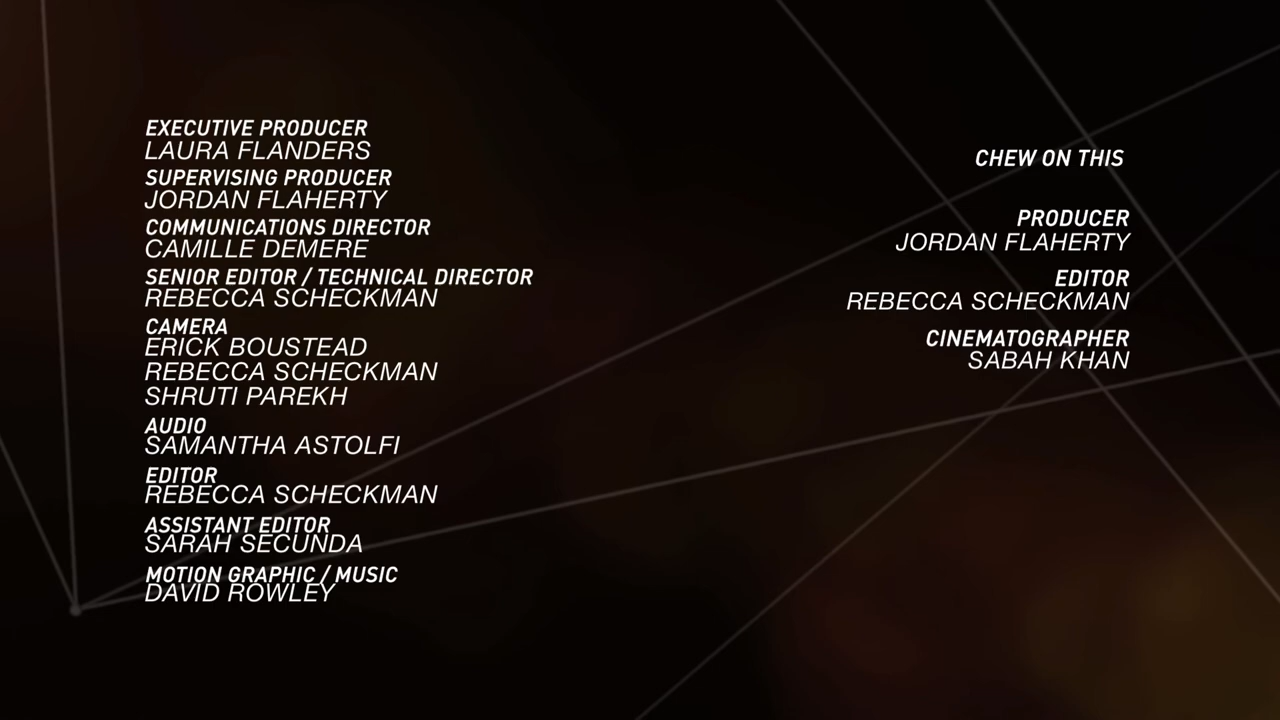 EXECUTIVE PRODUCER
LAURA FLANDERS
SUPERVISING PRODUCER
JORDAN FLAHERTY
COMMUNICATIONS DIRECTOR
CAMILLE DEMERE
SENIOR EDITOR / TECHNICAL DIRECTOR
REBECCA SCHECKMAN
CAMERA
ERICK BOUSTEAD
REBECCA SCHECKMAN
SHRUTI PAREKH
AUDIO
SAMANTHA ASTOLFI
EDITOR
REBECCA SCHECKMAN
ASSISTANT EDITOR
SARAH SECUNDA
MOTION GRAPHIC / MUSIC
DAVID ROWLEY
CHEW ON THIS
PRODUCER
JORDAN FLAHERTY
EDITOR
REBECCA SCHECKMAN
CINEMATOGRAPHER
SABAH KHAN